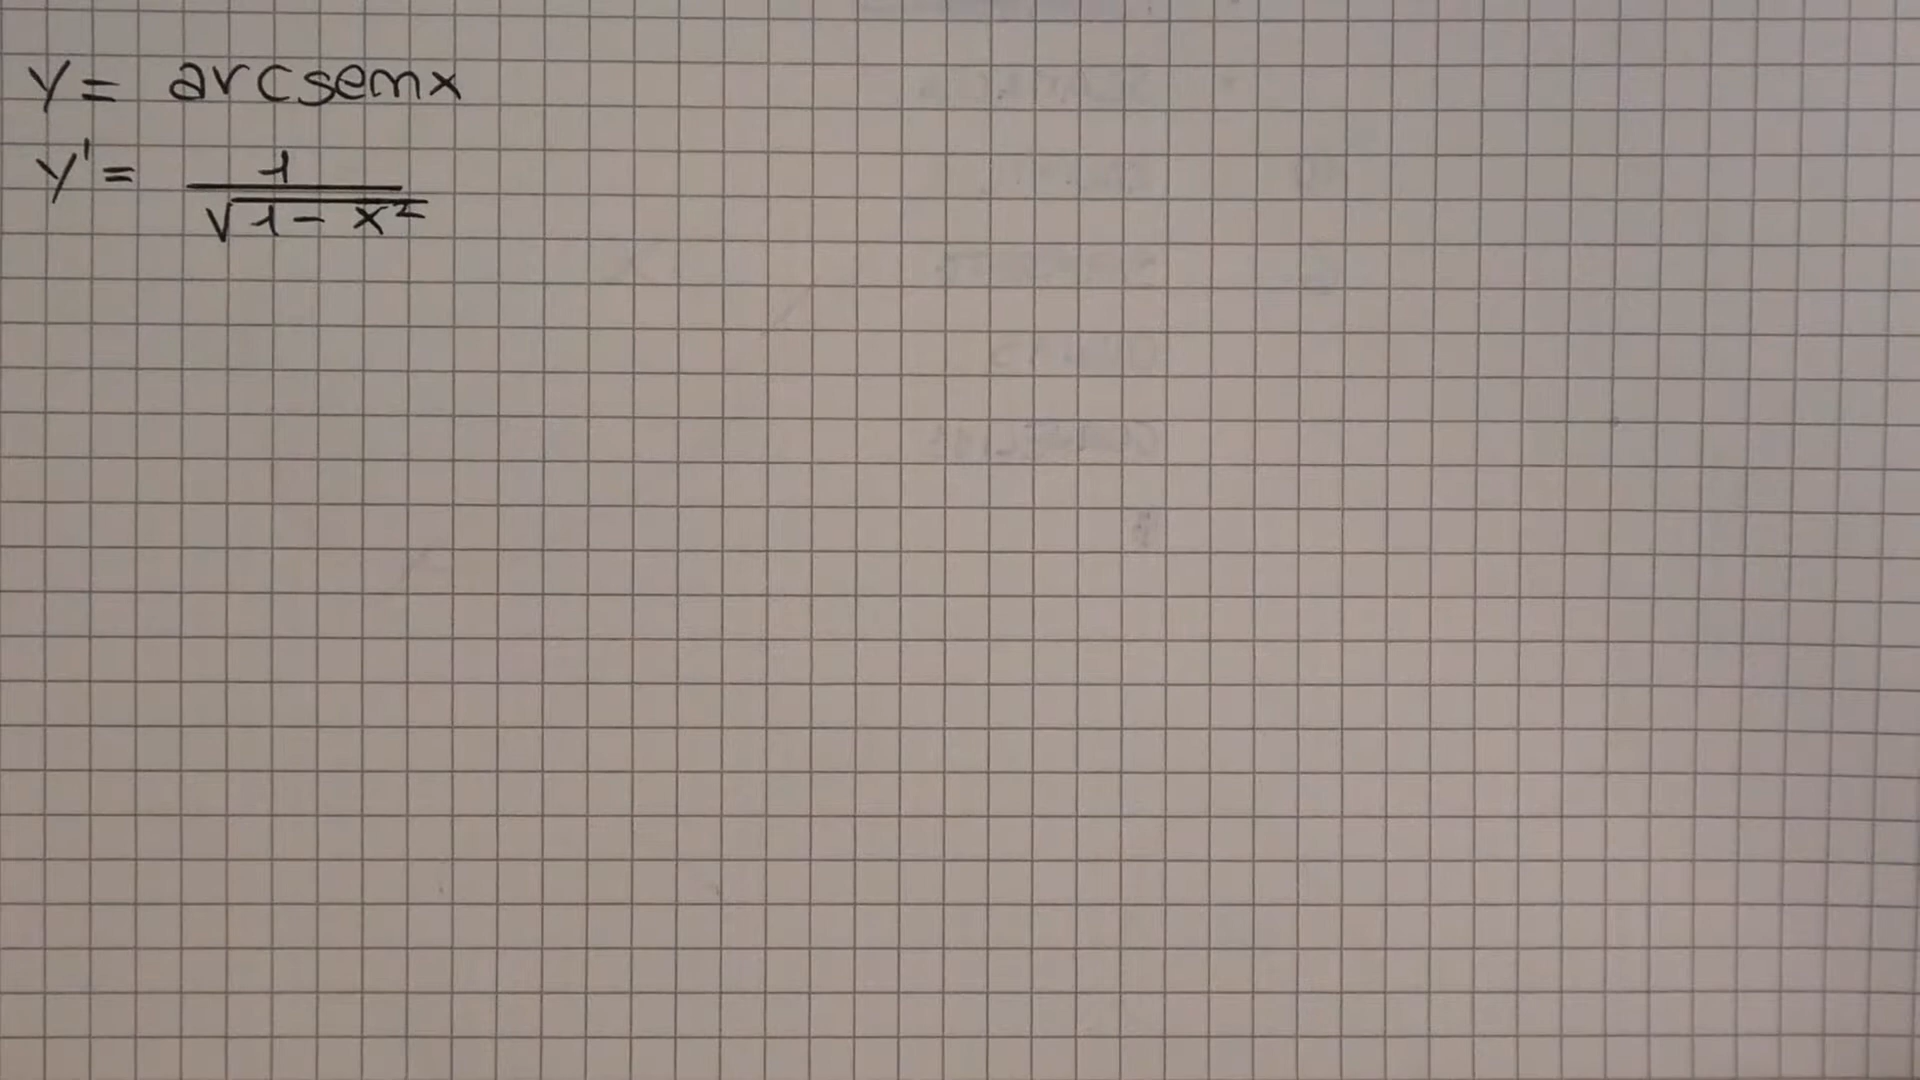 y = arcsenx
y' = 1/√(1-x²)